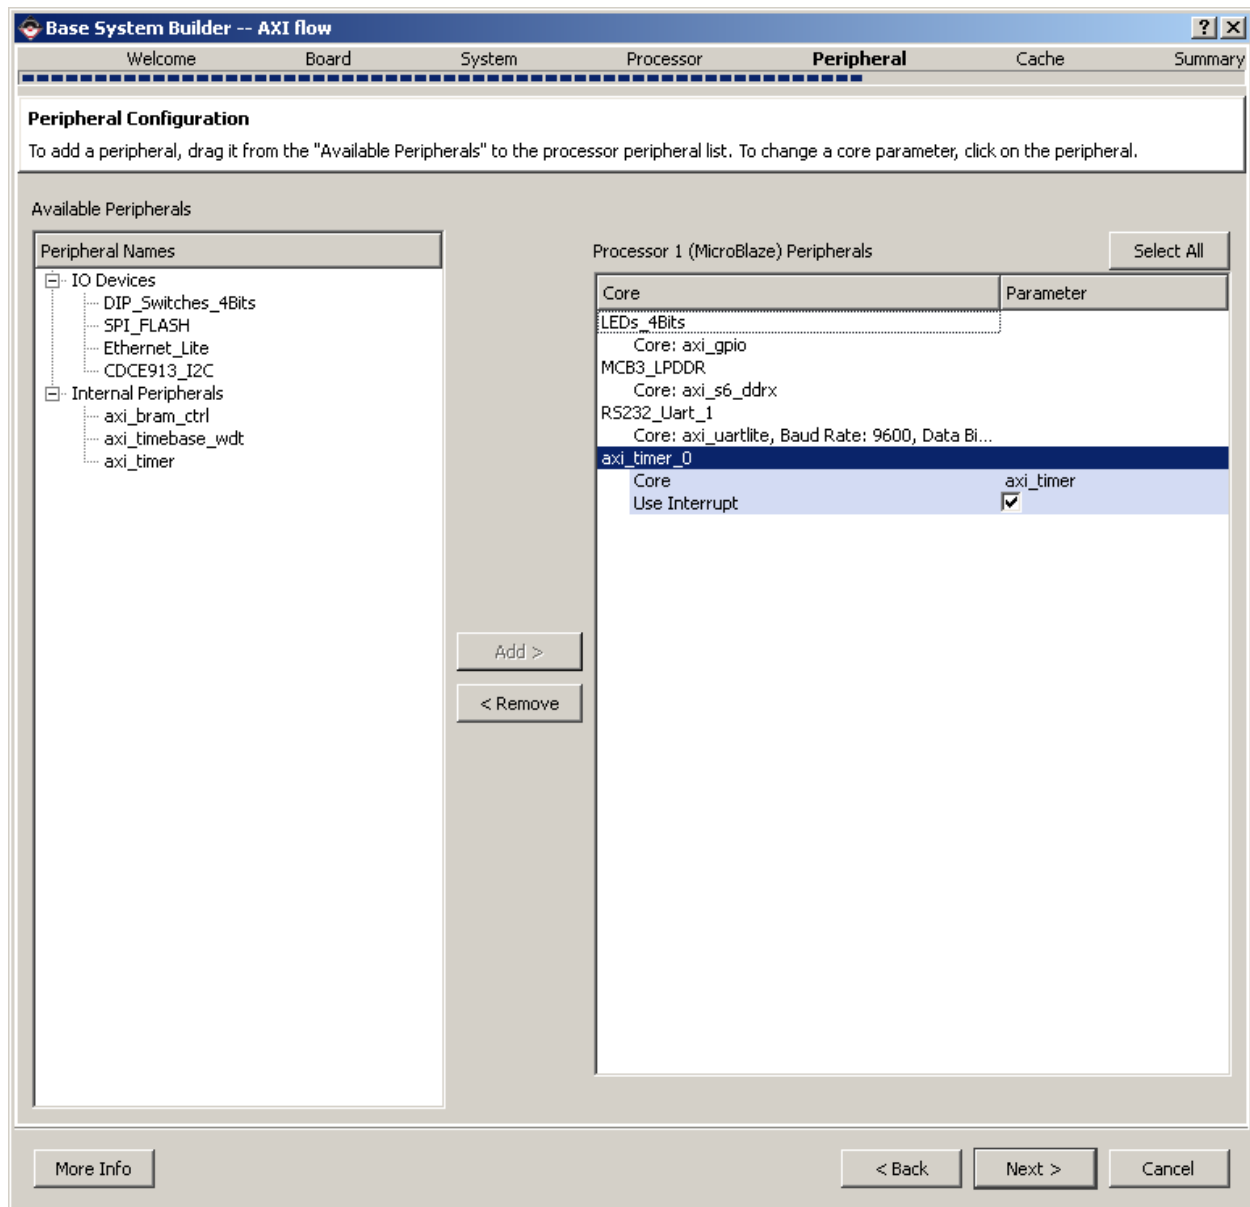 Base System Builder -- AXI flow
Welcome Board System Processor Peripheral Cache Summary
Peripheral Configuration
To add a peripheral, drag it from the "Available Peripherals" to the processor peripheral list. To change a core parameter, click on the peripheral.
Available Peripherals
Peripheral Names
IO Devices
DIP_Switches_4Bits
SPI_FLASH
Ethernet_Lite
CDCE913_I2C
Internal Peripherals
axi_bram_ctrl
axi_timebase_wdt
axi_timer
Add >
< Remove
Processor 1 (MicroBlaze) Peripherals
Select All
Core Parameter
LEDs_4Bits
Core: axi_gpio
MCB3_LPDDR
Core: axi_s6_ddrx
RS232_Uart_1
Core: axi_uartlite, Baud Rate: 9600, Data Bi...
axi_timer_0
Core axi_timer
Use Interrupt
More Info
< Back
Next >
Cancel